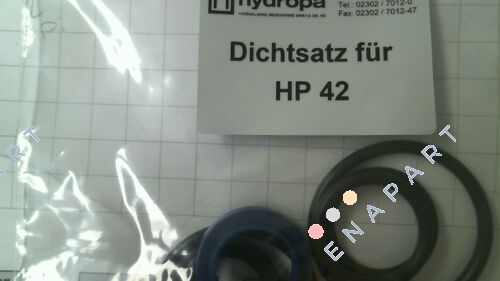 hydropa
Tel.: 02302 / 7012-0
Fax: 02302 / 7012-47
Dichtsatz für
HP 42
ENAPART